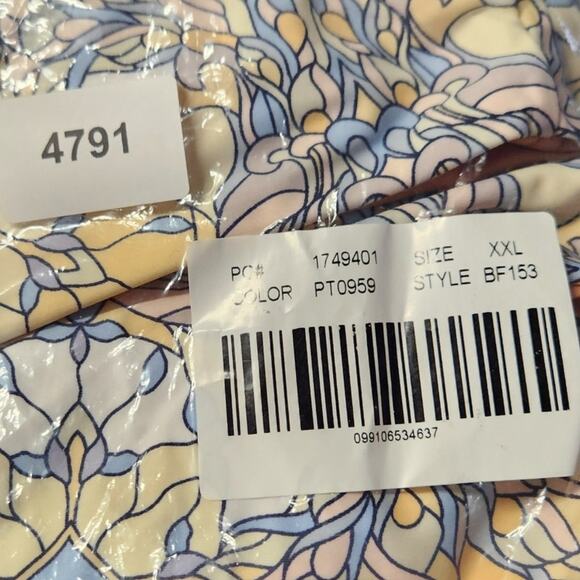 4791
PO# 1749401 SIZE XXL
COLOR PT0959 STYLE BF153
099106534637